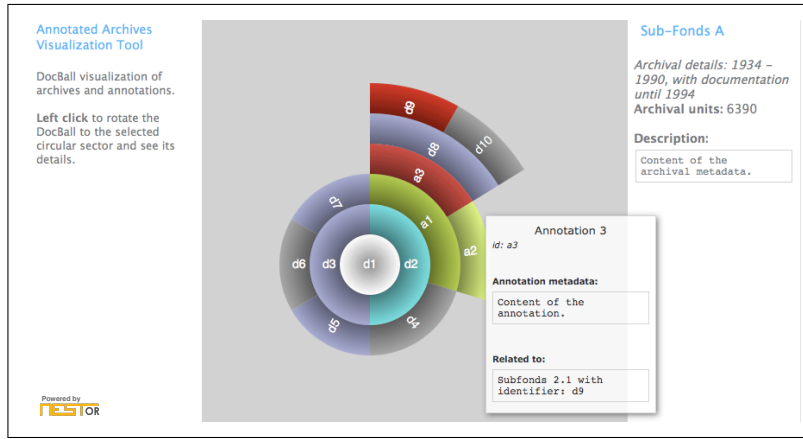 Annotated Archives
Visualization Tool
DocBall visualization of
archives and annotations.
Left click to rotate the
DocBall to the selected
circular sector and see its
details.
Powered by
NESTOR
d9
d10
d8
a3
a1
a2
d7
d6
d3
d1
d2
d5
d4
Annotation 3
id: a3
Annotation metadata:
Content of the
annotation.
Related to:
Subfonds 2.1 with
identifier: d9
Sub-Fonds A
Archival details: 1934 –
1990, with documentation
until 1994
Archival units: 6390
Description:
Content of the
archival metadata.